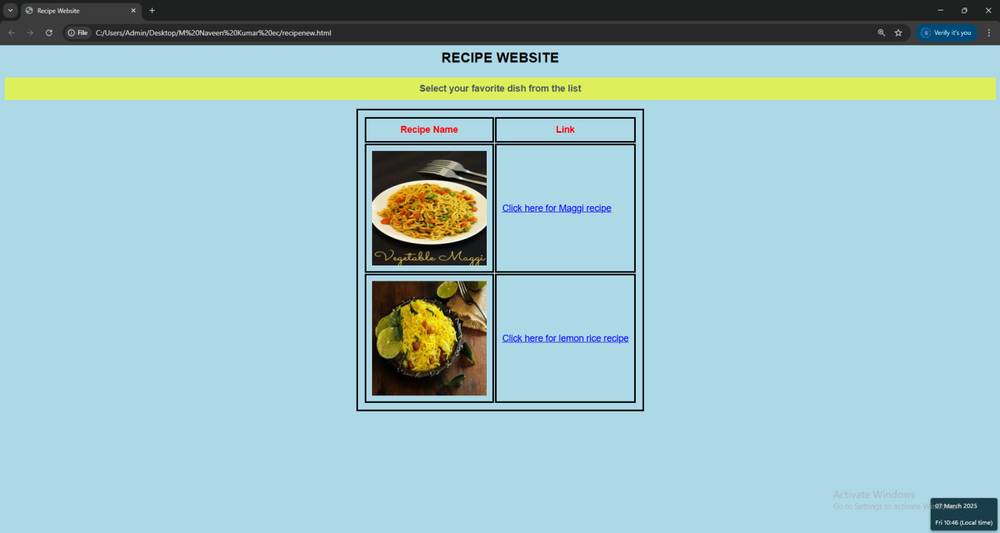 Recipe Website
File C:/Users/Admin/Desktop/M%20Naveen%20Kumar%20ec/recipenew.html
S Verify it's you
RECIPE WEBSITE
Select your favorite dish from the list
Recipe Name Link
Vegetable Maggi
Click here for Maggi recipe
Click here for lemon rice recipe
Activate Windows
Go to Settings to activate Windows.
07 March 2025
Fri 10:46 (Local time)